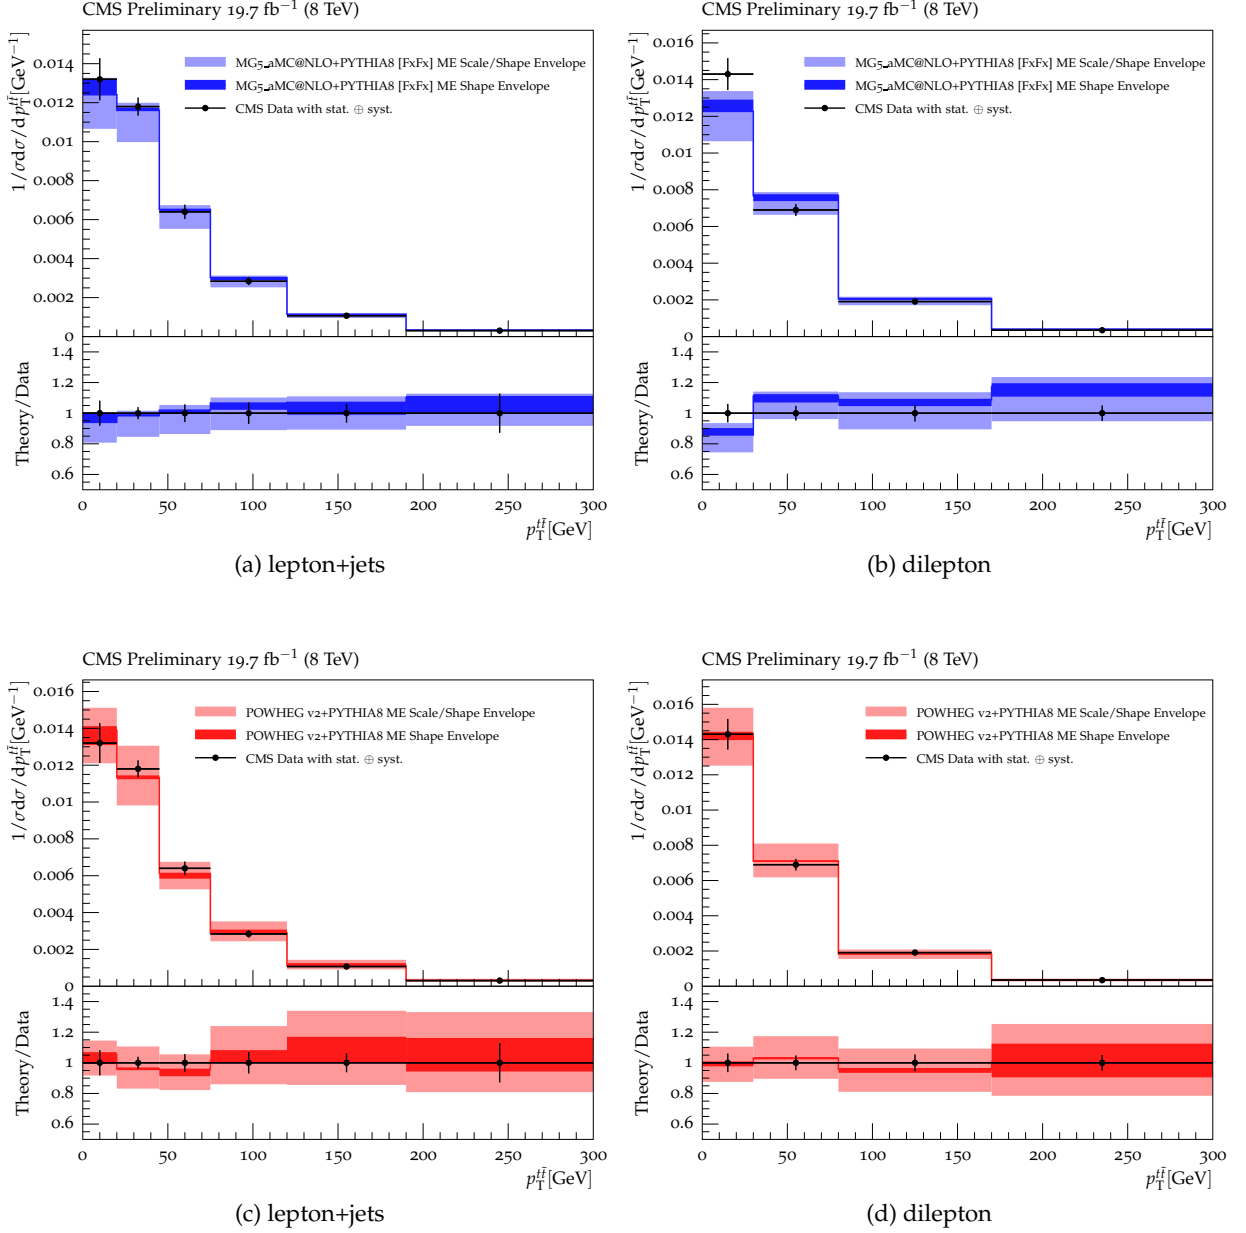 CMS Preliminary 19.7 fb⁻¹ (8 TeV)
1/σdσ/dp_T^{tt̄}[GeV⁻¹]
0.014
0.012
0.01
0.008
0.006
0.004
0.002
0
MG5_aMC@NLO+PYTHIA8 [FxFx] ME Scale/Shape Envelope
MG5_aMC@NLO+PYTHIA8 [FxFx] ME Shape Envelope
CMS Data with stat. ⊕ syst.
Theory/Data
1.4
1.2
1
0.8
0.6
0 50 100 150 200 250 300
p_T^{tt̄}[GeV]
(a) lepton+jets
CMS Preliminary 19.7 fb⁻¹ (8 TeV)
1/σdσ/dp_T^{tt̄}[GeV⁻¹]
0.016
0.014
0.012
0.01
0.008
0.006
0.004
0.002
0
MG5_aMC@NLO+PYTHIA8 [FxFx] ME Scale/Shape Envelope
MG5_aMC@NLO+PYTHIA8 [FxFx] ME Shape Envelope
CMS Data with stat. ⊕ syst.
Theory/Data
1.4
1.2
1
0.8
0.6
0 50 100 150 200 250 300
p_T^{tt̄}[GeV]
(b) dilepton
CMS Preliminary 19.7 fb⁻¹ (8 TeV)
1/σdσ/dp_T^{tt̄}[GeV⁻¹]
0.016
0.014
0.012
0.01
0.008
0.006
0.004
0.002
0
POWHEG v2+PYTHIA8 ME Scale/Shape Envelope
POWHEG v2+PYTHIA8 ME Shape Envelope
CMS Data with stat. ⊕ syst.
Theory/Data
1.4
1.2
1
0.8
0.6
0 50 100 150 200 250 300
p_T^{tt̄}[GeV]
(c) lepton+jets
CMS Preliminary 19.7 fb⁻¹ (8 TeV)
1/σdσ/dp_T^{tt̄}[GeV⁻¹]
0.016
0.014
0.012
0.01
0.008
0.006
0.004
0.002
0
POWHEG v2+PYTHIA8 ME Scale/Shape Envelope
POWHEG v2+PYTHIA8 ME Shape Envelope
CMS Data with stat. ⊕ syst.
Theory/Data
1.4
1.2
1
0.8
0.6
0 50 100 150 200 250 300
p_T^{tt̄}[GeV]
(d) dilepton